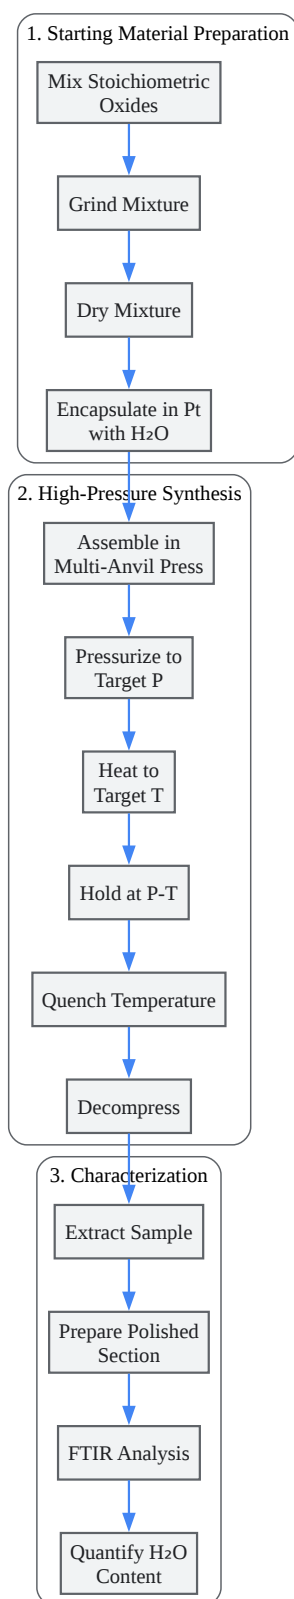 1. Starting Material Preparation
Mix Stoichiometric
Oxides
Grind Mixture
Dry Mixture
Encapsulate in Pt
with H₂O
2. High-Pressure Synthesis
Assemble in
Multi-Anvil Press
Pressurize to
Target P
Heat to
Target T
Hold at P-T
Quench Temperature
Decompress
3. Characterization
Extract Sample
Prepare Polished
Section
FTIR Analysis
Quantify H₂O
Content